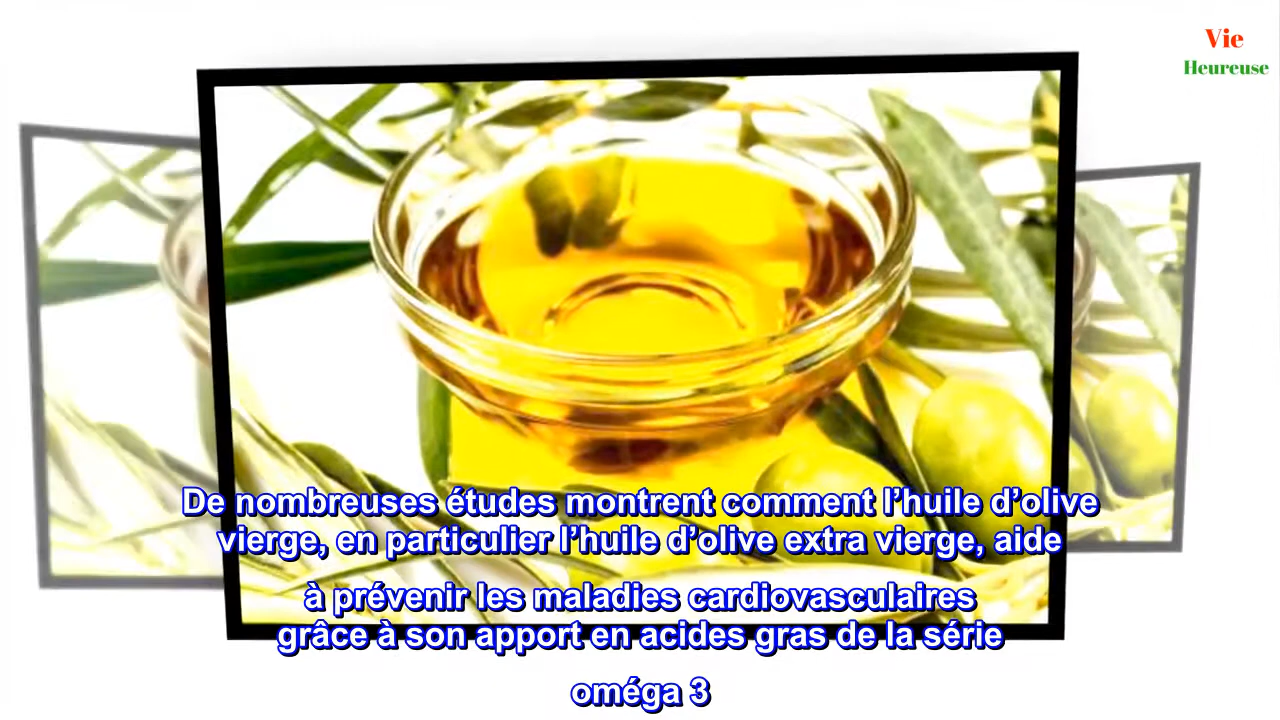 Vie
Heureuse
De nombreuses études montrent comment l’huile d’olive
vierge, en particulier l’huile d’olive extra vierge, aide
à prévenir les maladies cardiovasculaires
grâce à son apport en acides gras de la série
oméga 3